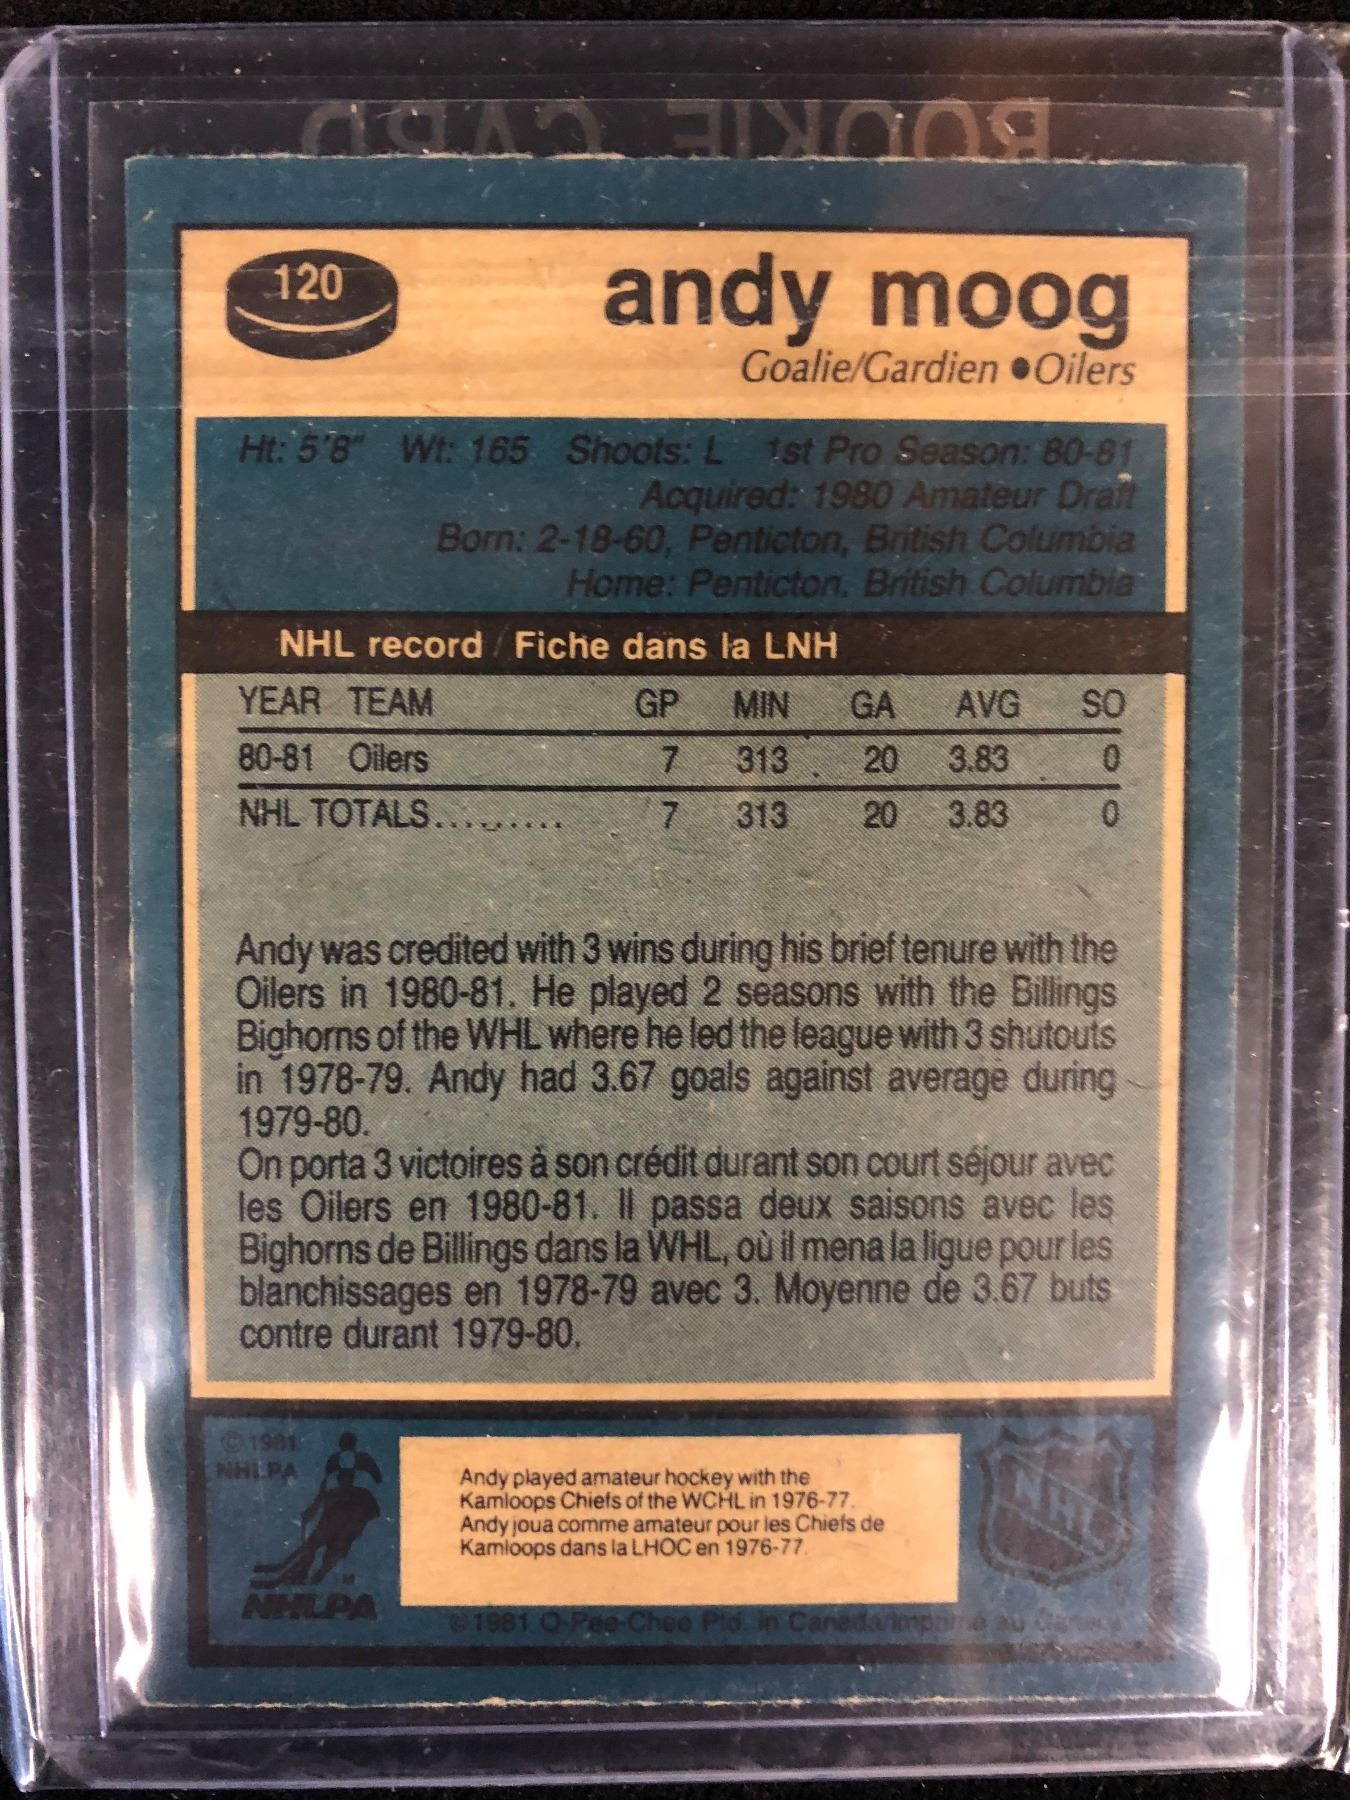 ROOKIE CARD
120
andy moog
Goalie/Gardien ●Oilers
Ht: 5'8" Wt: 165 Shoots: L 1st Pro Season: 80-81
Acquired: 1980 Amateur Draft
Born: 2-18-60, Penticton, British Columbia
Home: Penticton, British Columbia
NHL record / Fiche dans la LNH
YEAR TEAM GP MIN GA AVG SO
80-81 Oilers 7 313 20 3.83 0
NHL TOTALS.......... 7 313 20 3.83 0
Andy was credited with 3 wins during his brief tenure with the
Oilers in 1980-81. He played 2 seasons with the Billings
Bighorns of the WHL where he led the league with 3 shutouts
in 1978-79. Andy had 3.67 goals against average during
1979-80.
On porta 3 victoires à son crédit durant son court séjour avec
les Oilers en 1980-81. Il passa deux saisons avec les
Bighorns de Billings dans la WHL, où il mena la ligue pour les
blanchissages en 1978-79 avec 3. Moyenne de 3.67 buts
contre durant 1979-80.
© 1981
NHLPA
NHLPA
Andy played amateur hockey with the
Kamloops Chiefs of the WCHL in 1976-77.
Andy joua comme amateur pour les Chiefs de
Kamloops dans la LHOC en 1976-77.
NHL
© 1981 O-Pee-Chee Ptd. in Canada/Imprimé au Canada